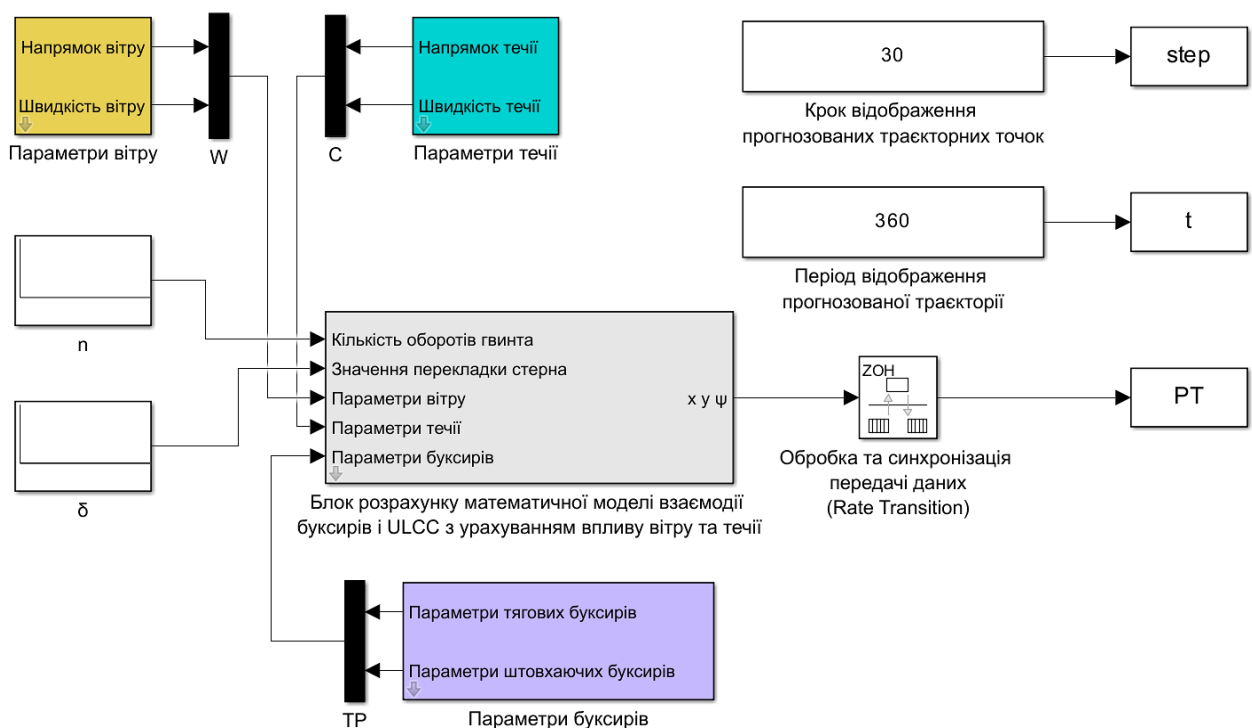 Напрямок вітру
Швидкість вітру
Параметри вітру
W
Напрямок течії
Швидкість течії
C
Параметри течії
30
step
Крок відображення
прогнозованих траєкторних точок
360
t
Період відображення
прогнозованої траєкторії
n
δ
Кількість оборотів гвинта
Значення перекладки стерна
Параметри вітру
Параметри течії
Параметри буксирів
x y ψ
Блок розрахунку математичної моделі взаємодії
буксирів і ULCC з урахуванням впливу вітру та течії
ZOH
PT
Обробка та синхронізація
передачі даних
(Rate Transition)
Параметри тягових буксирів
Параметри штовхаючих буксирів
TP
Параметри буксирів